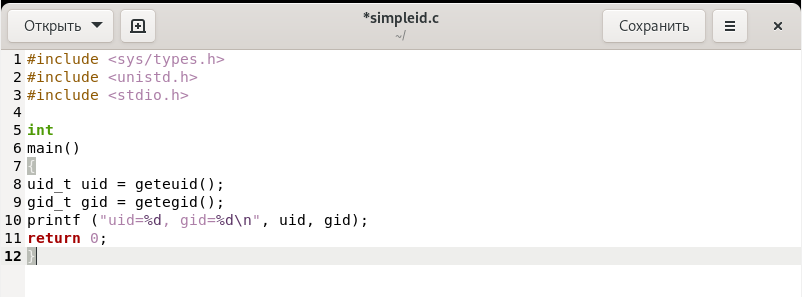 Открыть
*simpleid.c
~/
Сохранить
1 #include <sys/types.h>
2 #include <unistd.h>
3 #include <stdio.h>
4
5 int
6 main()
7 {
8 uid_t uid = geteuid();
9 gid_t gid = getegid();
10 printf ("uid=%d, gid=%d\n", uid, gid);
11 return 0;
12 }